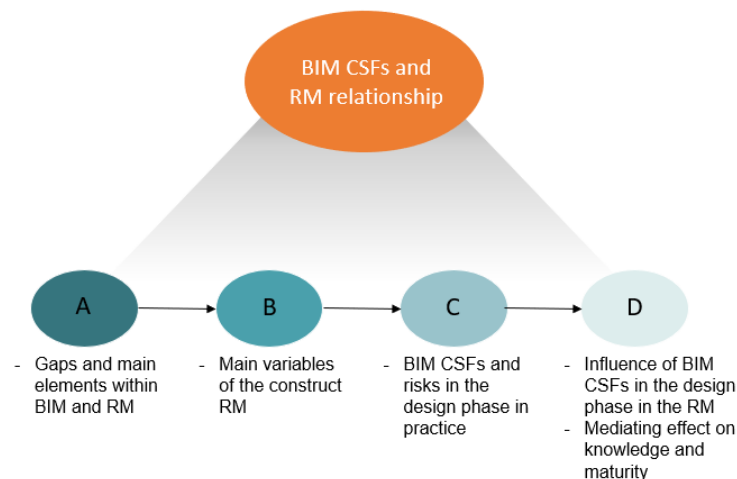 BIM CSFs and
RM relationship
A
B
C
D
- Gaps and main
elements within
BIM and RM
- Main variables
of the construct
RM
- BIM CSFs and
risks in the
design phase in
practice
- Influence of BIM
CSFs in the design
phase in the RM
- Mediating effect on
knowledge and
maturity